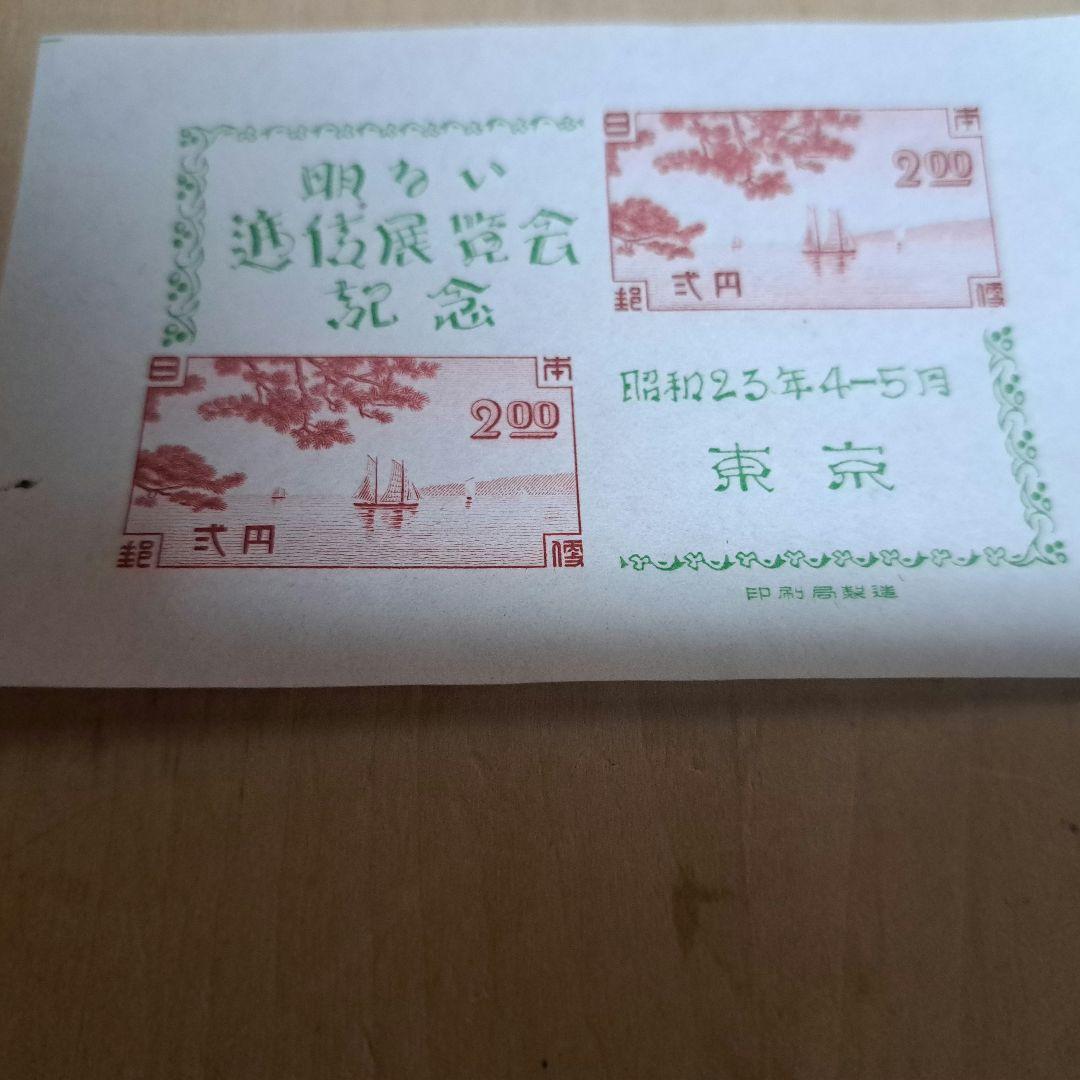 明るい
逓信展覧会
記念
日本
2.00
弐円
郵便
日本
2.00
弐円
郵便
昭和23年4-5月
東京
印刷局製造